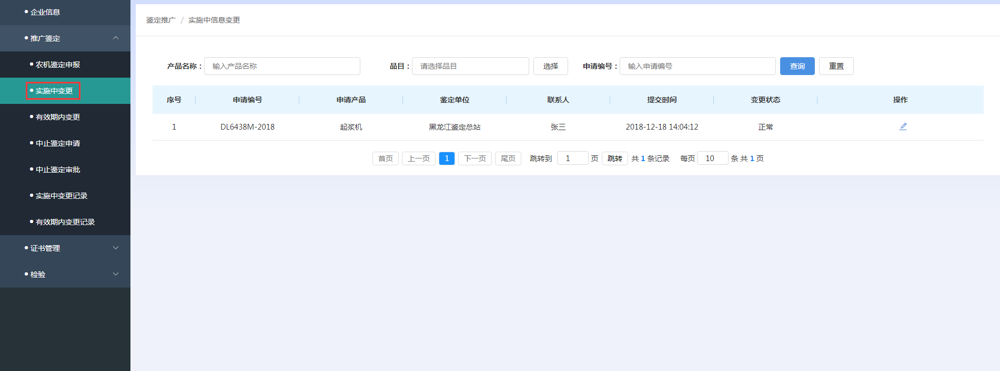 企业信息
推广鉴定
农机鉴定申报
实施中变更
有效期内变更
中止鉴定申请
中止鉴定审批
实施中变更记录
有效期内变更记录
证书管理
检验
鉴定推广 / 实施中信息变更
产品名称： 输入产品名称 品目： 请选择品目 选择 申请编号： 输入申请编号 查询 重置
序号 申请编号 申请产品 鉴定单位 联系人 提交时间 变更状态 操作
1 DL6438M-2018 起浆机 黑龙江鉴定总站 张三 2018-12-18 14:04:12 正常
首页 上一页 1 下一页 尾页 跳转到 1 页 跳转 共 1 条记录 每页 10 条 共 1 页